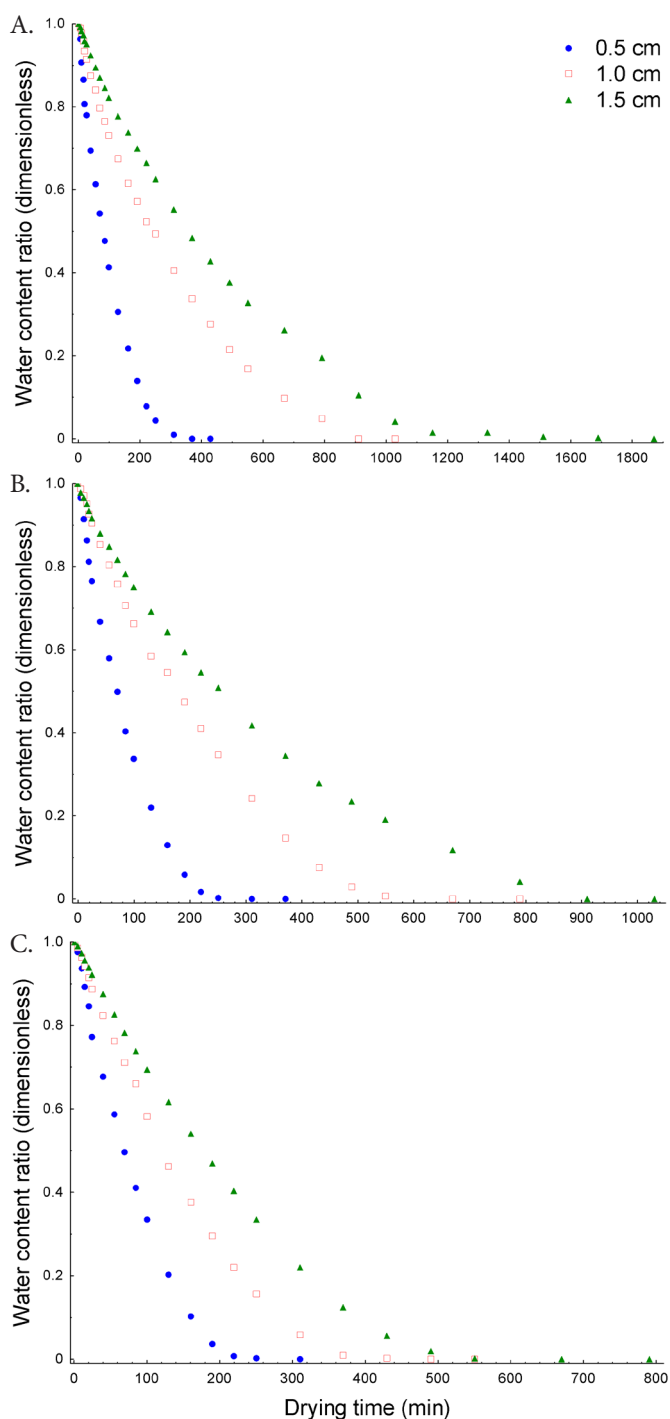 A.
1.0
0.8
0.6
0.4
0.2
0
Water content ratio (dimensionless)
0.5 cm
1.0 cm
1.5 cm
0 200 400 600 800 1000 1200 1400 1600 1800
B.
1.0
0.8
0.6
0.4
0.2
0
Water content ratio (dimensionless)
0 100 200 300 400 500 600 700 800 900 1000
C.
1.0
0.8
0.6
0.4
0.2
0
Water content ratio (dimensionless)
0 100 200 300 400 500 600 700 800
Drying time (min)